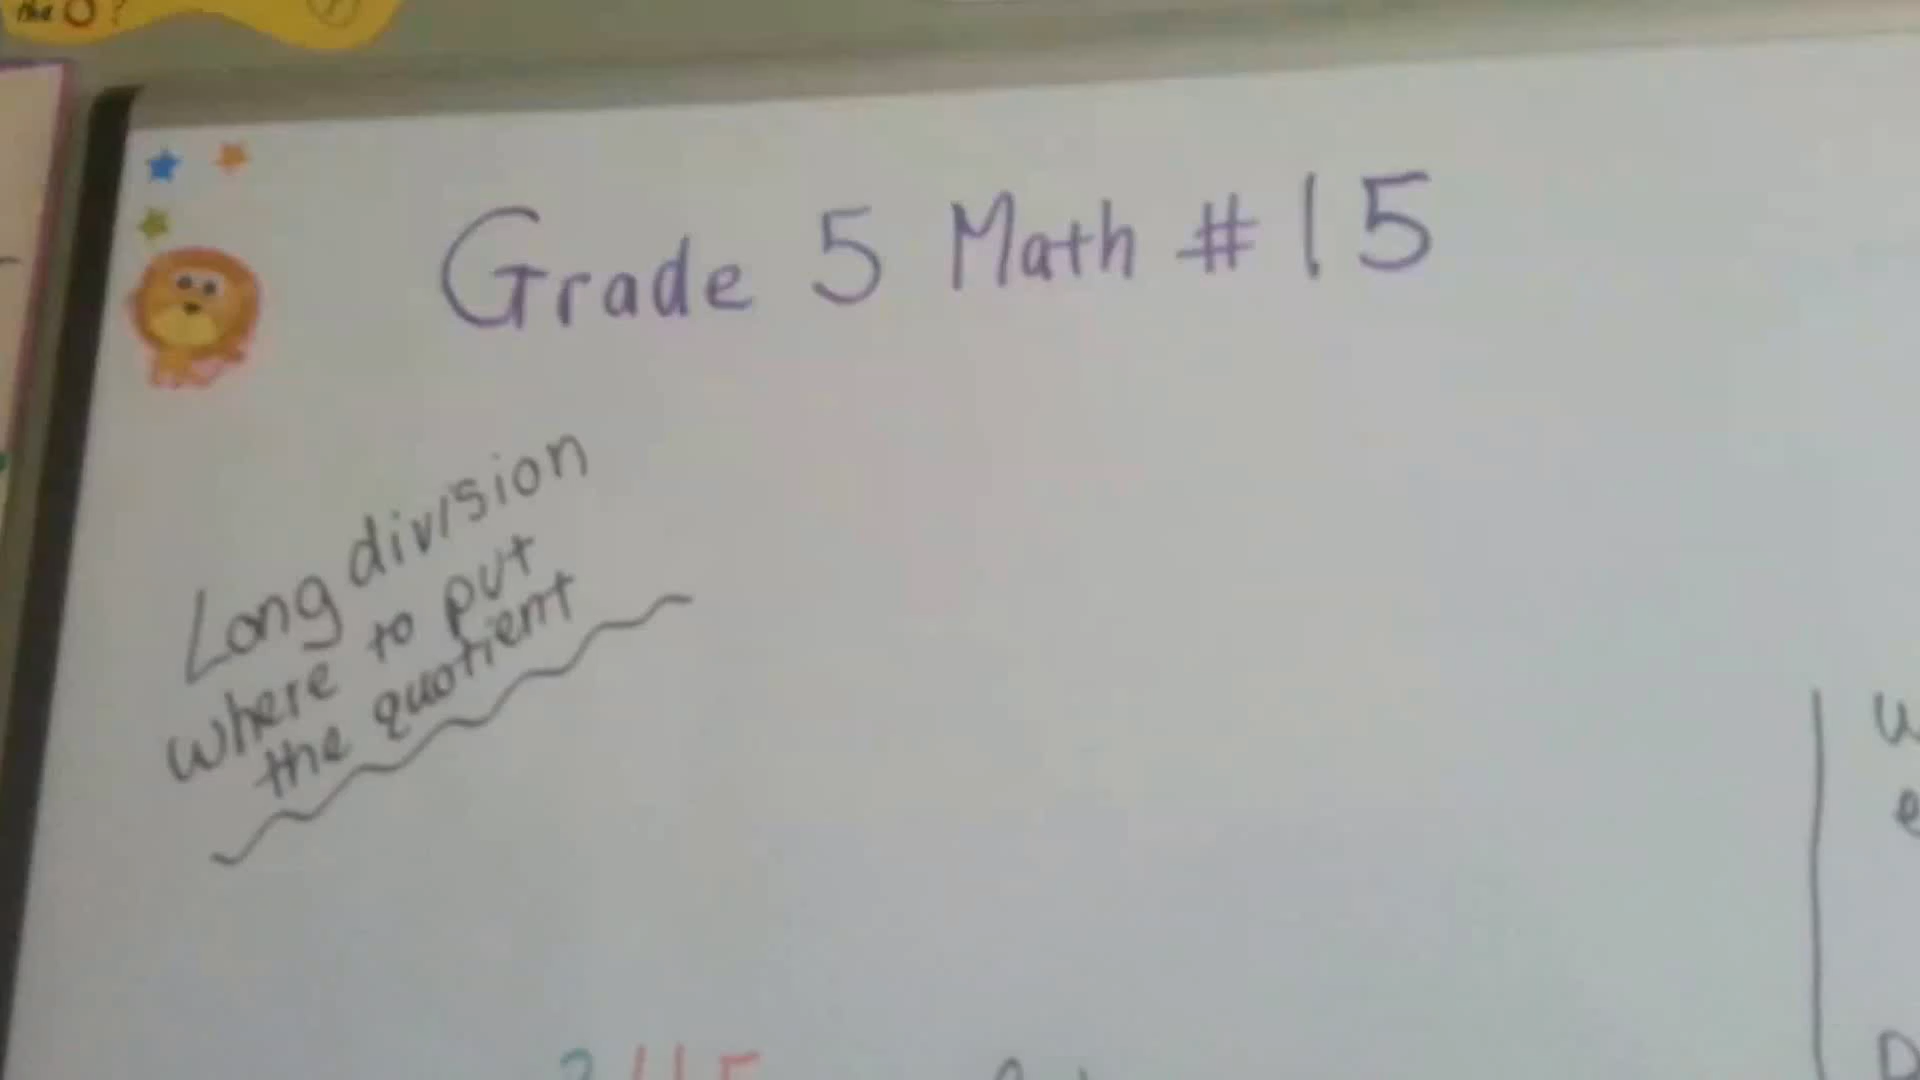 Grade 5 Math #15
Long division
where to put
the quotient